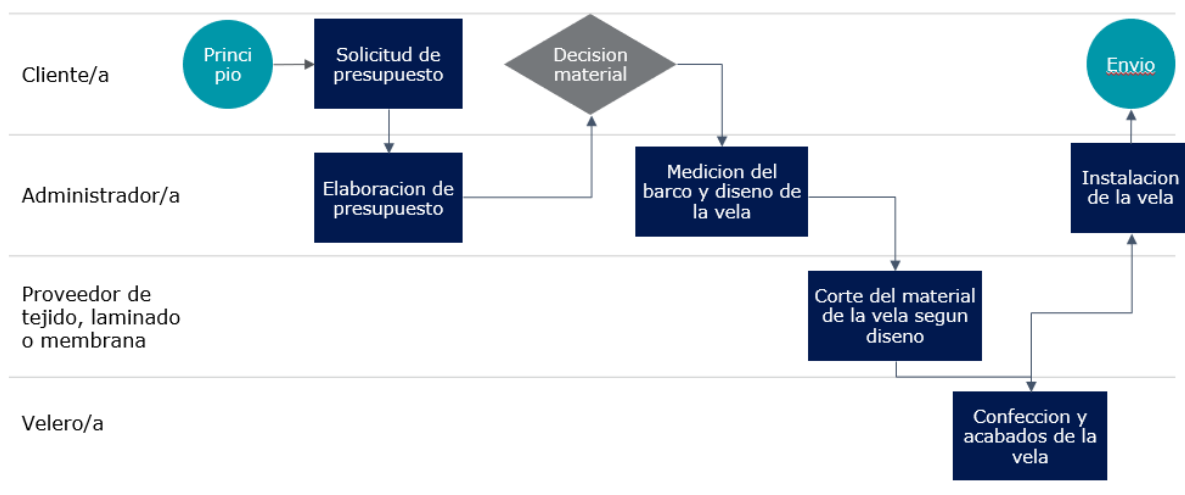 Cliente/a
Princi
pio
Solicitud de
presupuesto
Decision
material
Envio
Administrador/a
Elaboracion de
presupuesto
Medicion del
barco y diseno de
la vela
Instalacion
de la vela
Proveedor de
tejido, laminado
o membrana
Corte del material
de la vela segun
diseno
Velero/a
Confeccion y
acabados de la
vela